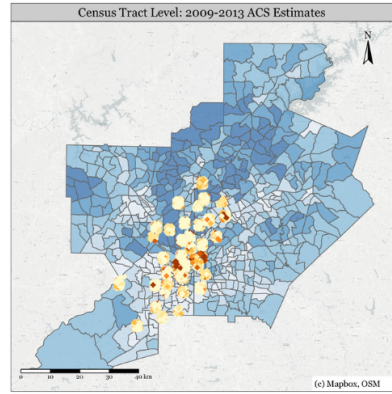 Census Tract Level: 2009-2013 ACS Estimates
N
0 10 20 30 40 km
(c) Mapbox, OSM